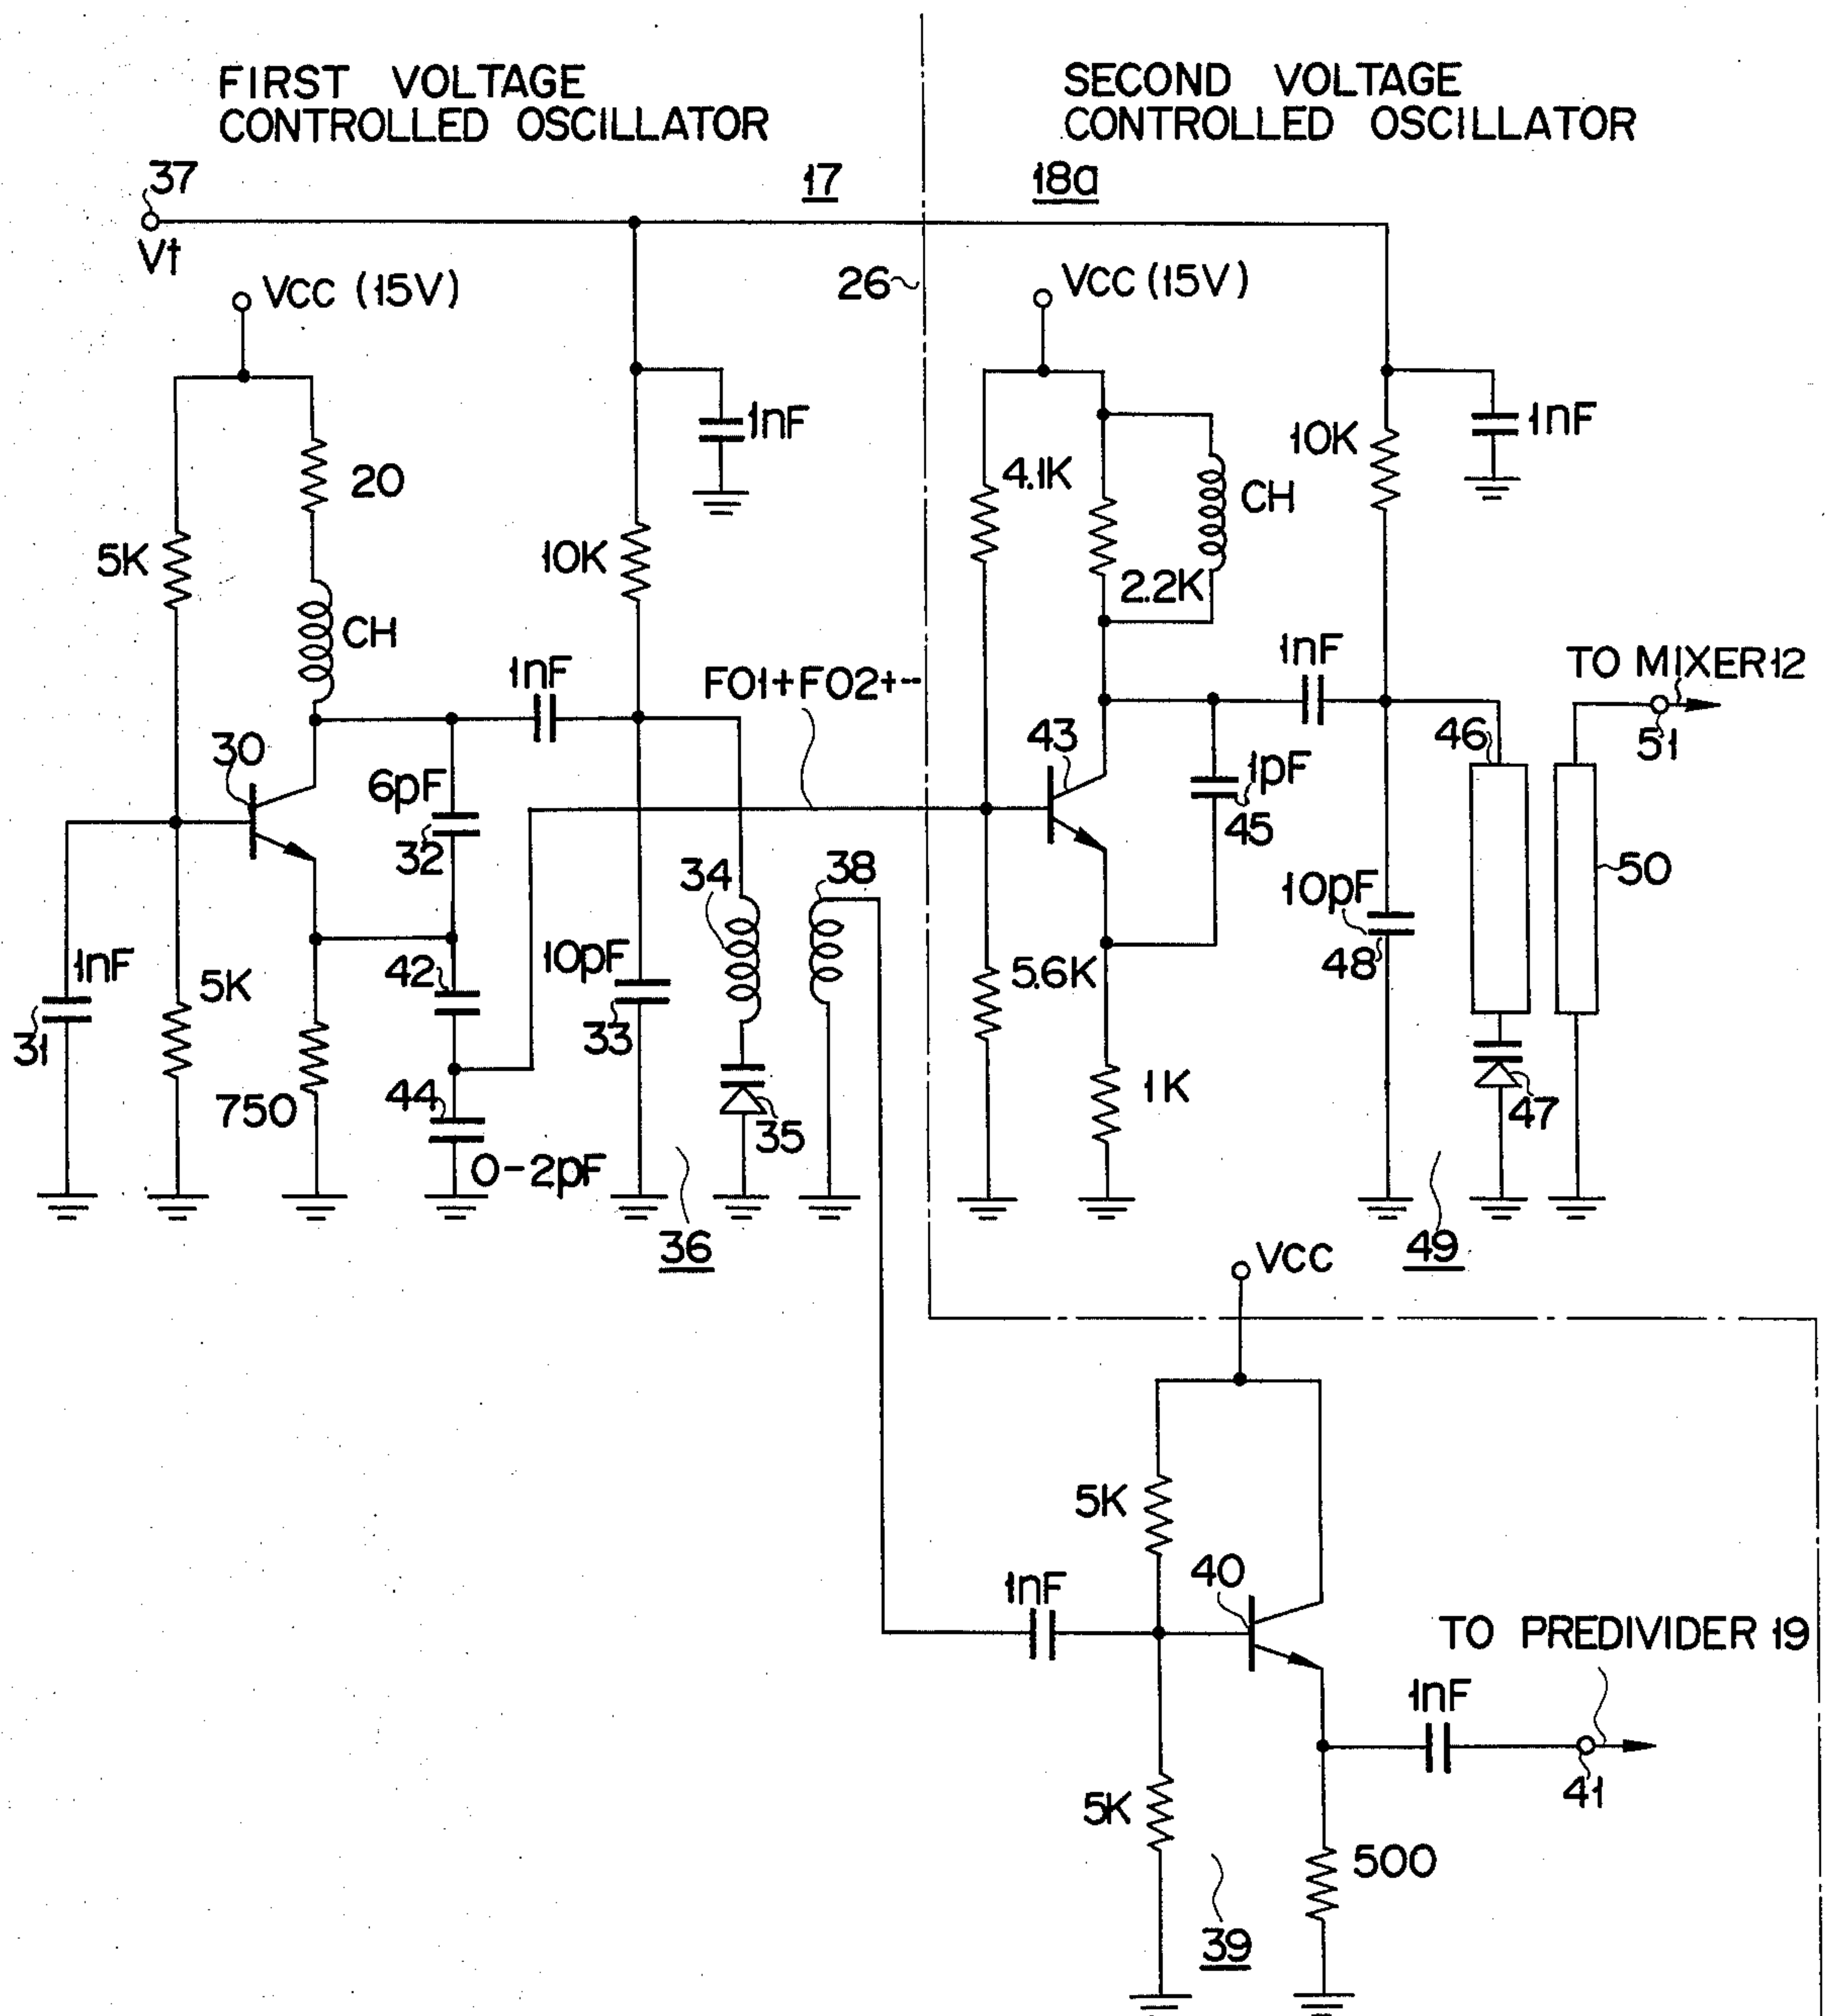 FIRST VOLTAGE
CONTROLLED OSCILLATOR
SECOND VOLTAGE
CONTROLLED OSCILLATOR
17
18a
37
Vt
VCC (15V)
26
VCC (15V)
1nF
1nF
20
4.1K
CH
10K
5K
10K
2.2K
CH
1nF
FO1+FO2+--
1nF
TO MIXER 12
30
6pF
32
43
1pF
45
46
51
34
38
50
1nF
31
5K
42
10pF
33
5.6K
10pF
48
750
44
0-2pF
35
1K
47
36
49
VCC
5K
1nF
40
TO PREDIVIDER 19
1nF
41
5K
500
39